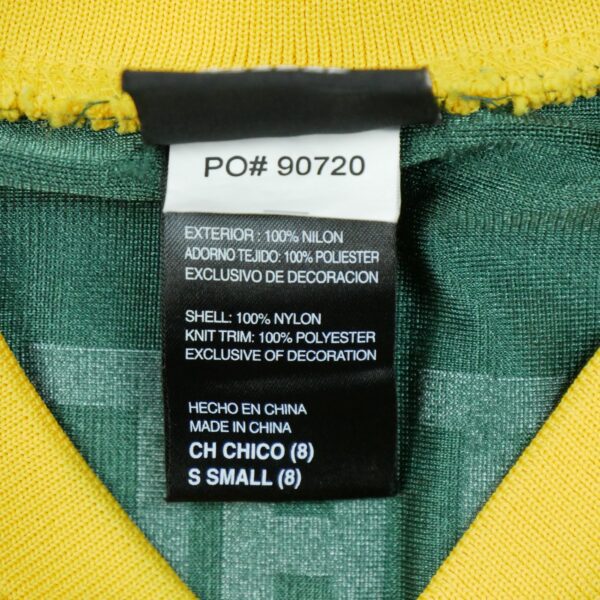 PO# 90720
EXTERIOR : 100% NILON
ADORNO TEJIDO: 100% POLIESTER
EXCLUSIVO DE DECORACION
SHELL: 100% NYLON
KNIT TRIM: 100% POLYESTER
EXCLUSIVE OF DECORATION
HECHO EN CHINA
MADE IN CHINA
CH CHICO (8)
S SMALL (8)